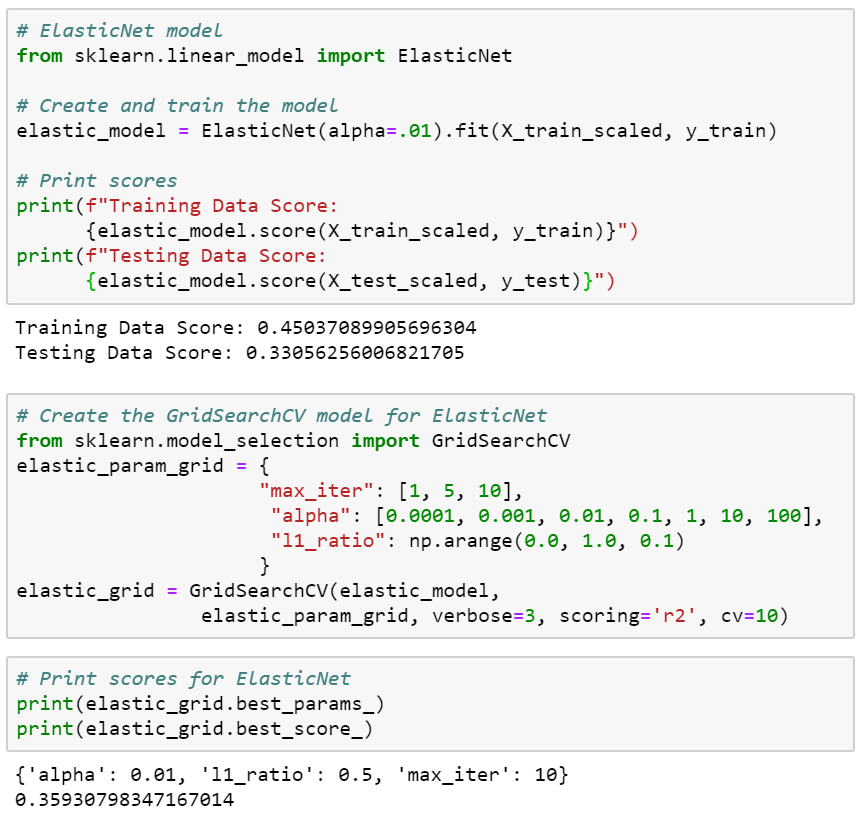 # ElasticNet model
from sklearn.linear_model import ElasticNet
# Create and train the model
elastic_model = ElasticNet(alpha=.01).fit(X_train_scaled, y_train)
# Print scores
print(f"Training Data Score:
{elastic_model.score(X_train_scaled, y_train)}")
print(f"Testing Data Score:
{elastic_model.score(X_test_scaled, y_test)}")
Training Data Score: 0.45037089905696304
Testing Data Score: 0.33056256006821705
# Create the GridSearchCV model for ElasticNet
from sklearn.model_selection import GridSearchCV
elastic_param_grid = {
"max_iter": [1, 5, 10],
"alpha": [0.0001, 0.001, 0.01, 0.1, 1, 10, 100],
"l1_ratio": np.arange(0.0, 1.0, 0.1)
}
elastic_grid = GridSearchCV(elastic_model,
elastic_param_grid, verbose=3, scoring='r2', cv=10)
# Print scores for ElasticNet
print(elastic_grid.best_params_)
print(elastic_grid.best_score_)
{'alpha': 0.01, 'l1_ratio': 0.5, 'max_iter': 10}
0.35930798347167014